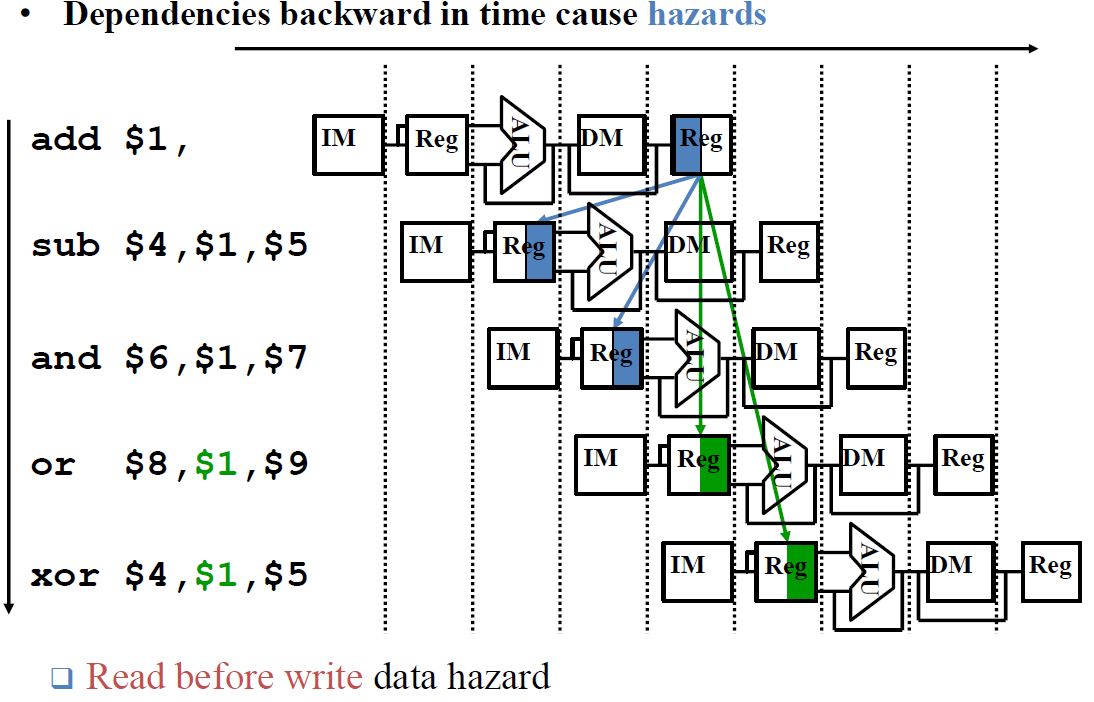 • Dependencies backward in time cause hazards
add $1, IM Reg ALU DM Reg
sub $4,$1,$5 IM Reg ALU DM Reg
and $6,$1,$7 IM Reg ALU DM Reg
or $8,$1,$9 IM Reg ALU DM Reg
xor $4,$1,$5 IM Reg ALU DM Reg
❑ Read before write data hazard